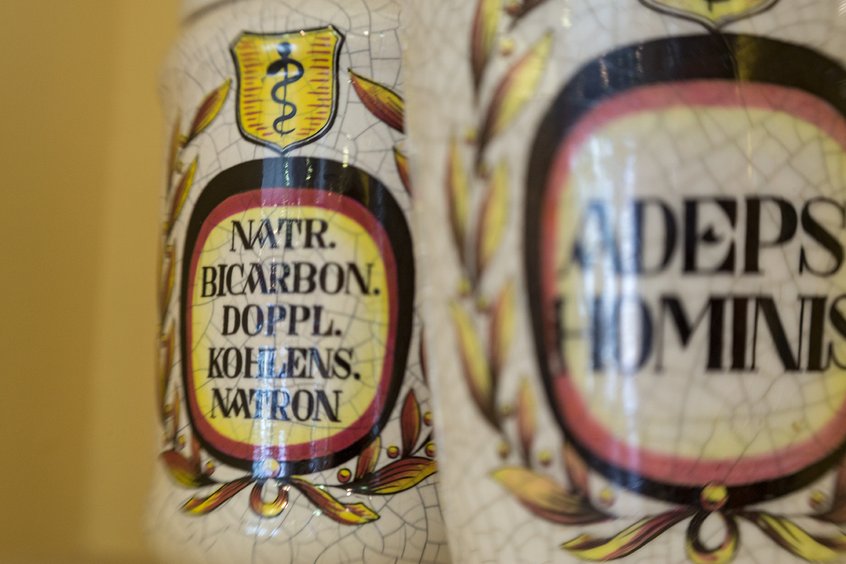 NATR.
BICARBON.
DOPPL.
KOHLENS.
NATRON
ADEPS
HOMINIS